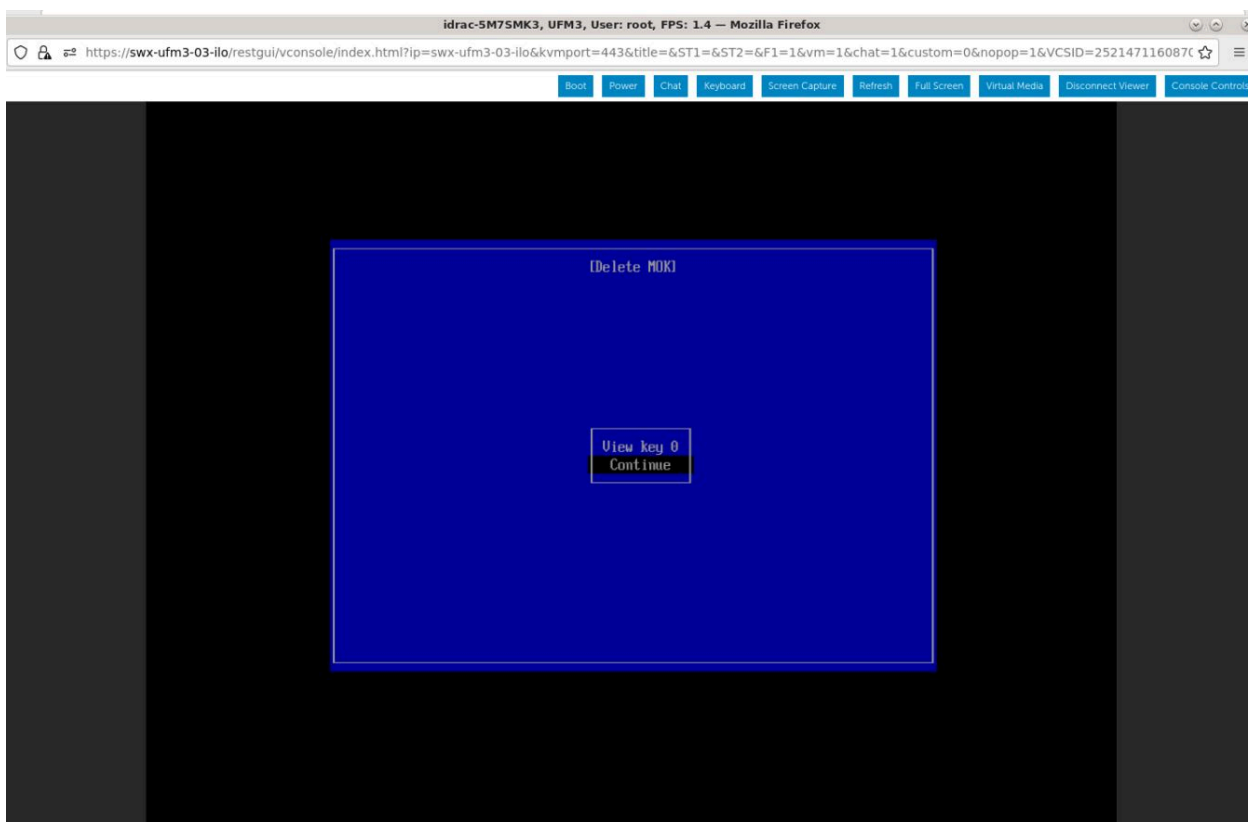 idrac-5M7SMK3, UFM3, User: root, FPS: 1.4 — Mozilla Firefox
https://swx-ufm3-03-ilo/restgui/vconsole/index.html?ip=swx-ufm3-03-ilo&kvmport=443&title=&ST1=&ST2=&F1=1&vm=1&chat=1&custom=0&nopop=1&VCSID=252147116087
Boot Power Chat Keyboard Screen Capture Refresh Full Screen Virtual Media Disconnect Viewer Console Controls
[Delete MOK]
View key 0
Continue